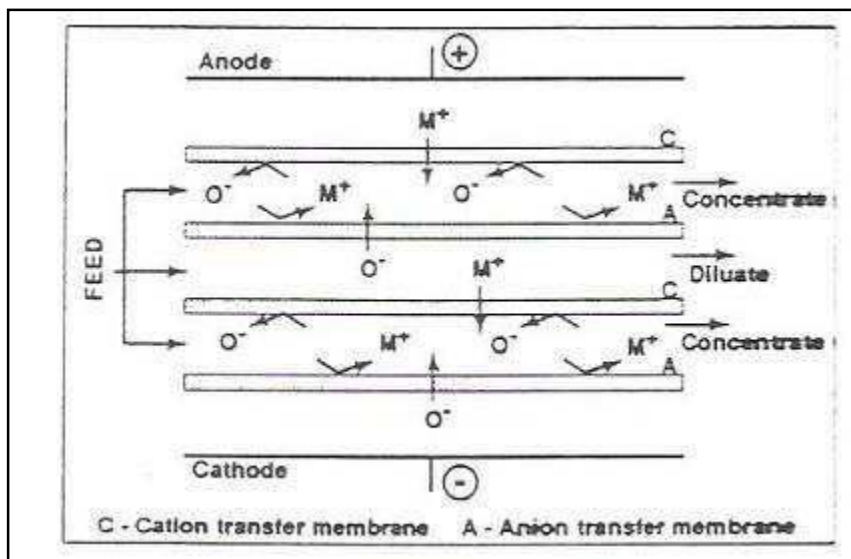 Anode +
M⁺
C
O⁻ M⁺ O⁻ M⁺ Concentrate
A
FEED
O⁻ M⁺ Diluate
C
O⁻ M⁺ O⁻ M⁺ Concentrate
A
O⁻
Cathode -
C - Cation transfer membrane A - Anion transfer membrane